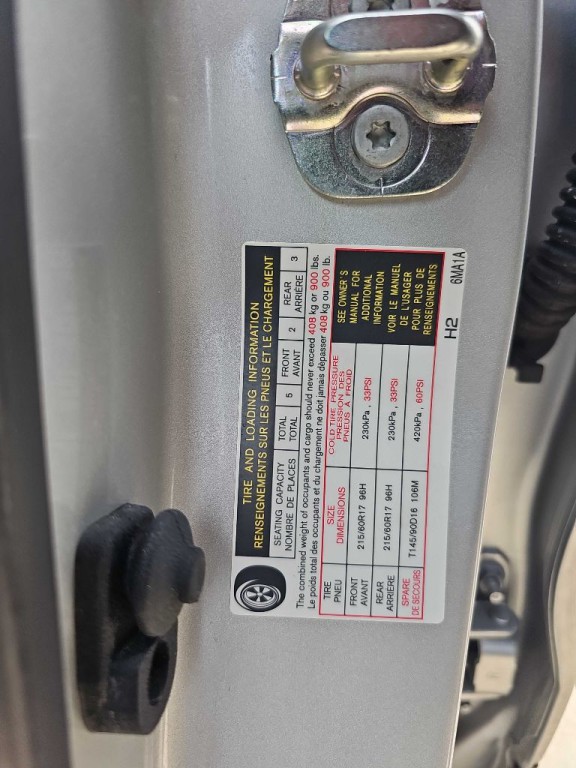 TIRE AND LOADING INFORMATION
RENSEIGNEMENTS SUR LES PNEUS ET LE CHARGEMENT
SEATING CAPACITY TOTAL 5 FRONT 2 REAR 3
NOMBRE DE PLACES TOTAL AVANT ARRIÈRE
The combined weight of occupants and cargo should never exceed 408 kg or 900 lbs.
Le poids total des occupants et du chargement ne doit jamais dépasser 408 kg ou 900 lb.
TIRE SIZE COLD TIRE PRESSURE
PNEU DIMENSIONS PRESSION DES
PNEUS À FROID
FRONT 215/60R17 96H 230kPa, 33PSI
AVANT
REAR 215/60R17 96H 230kPa, 33PSI
ARRIÈRE
SPARE T145/90D16 106M 420kPa, 60PSI
DE SECOURS
SEE OWNER'S
MANUAL FOR
ADDITIONAL
INFORMATION
VOIR LE MANUEL
DE L'USAGER
POUR PLUS DE
RENSEIGNEMENTS
H2 6MA1A